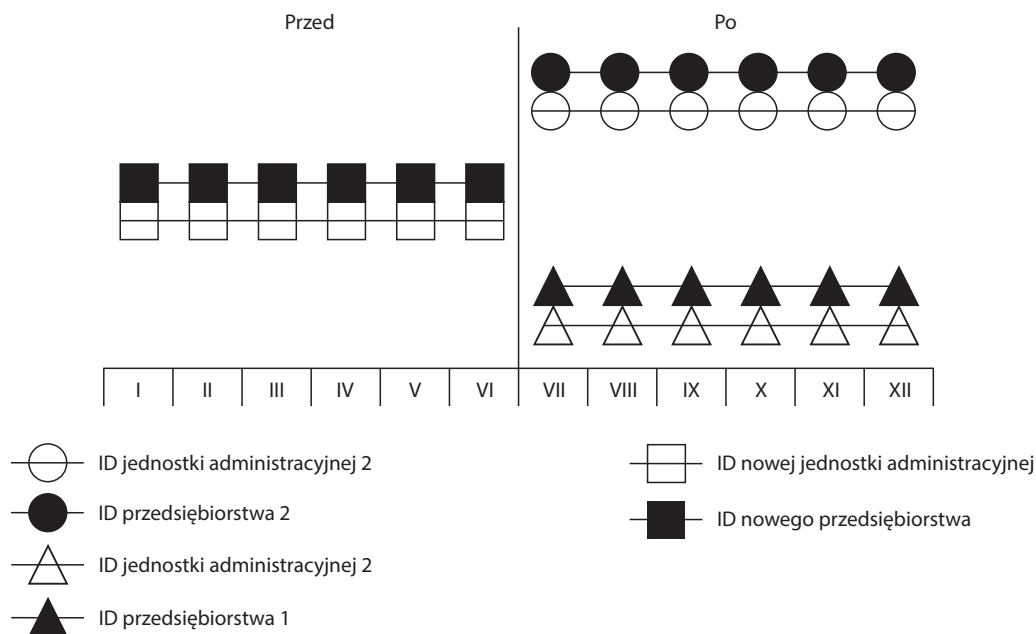 Przed Po
I II III IV V VI VII VIII IX X XI XII
ID jednostki administracyjnej 2
ID przedsiębiorstwa 2
ID jednostki administracyjnej 2
ID przedsiębiorstwa 1
ID nowej jednostki administracyjnej
ID nowego przedsiębiorstwa